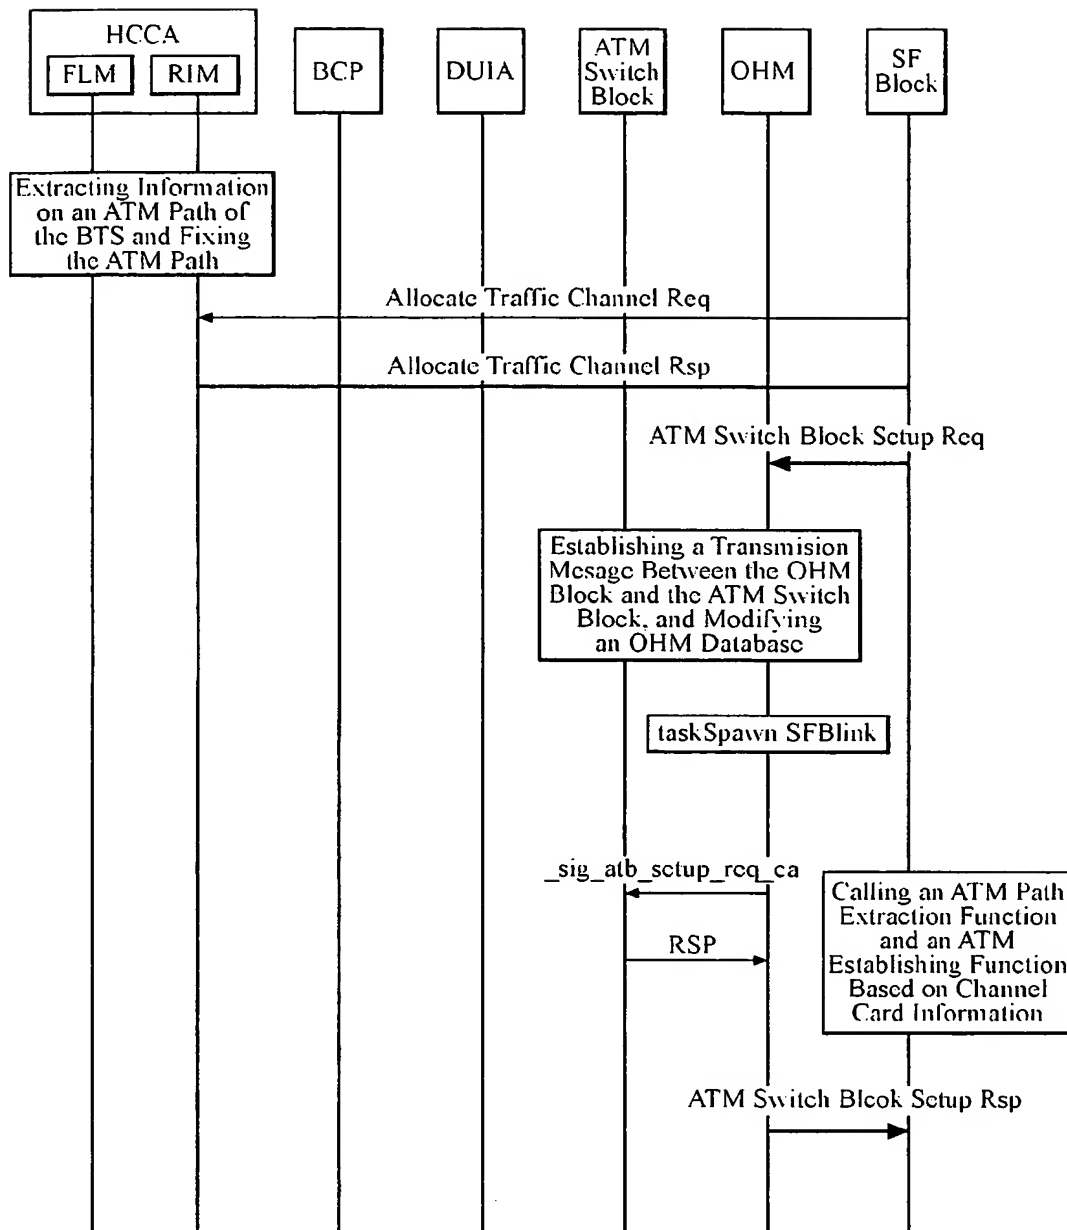 HCCA
FLM
RIM
BCP
DUIA
ATM
Switch
Block
OHM
SF
Block
Extracting Information
on an ATM Path of
the BTS and Fixing
the ATM Path
Allocate Traffic Channel Req
Allocate Traffic Channel Rsp
ATM Switch Block Setup Req
Establishing a Transmision
Mesage Between the OHM
Block and the ATM Switch
Block, and Modifying
an OHM Database
taskSpawn SFBlink
_sig_atb_setup_req_ca
RSP
Calling an ATM Path
Extraction Function
and an ATM
Establishing Function
Based on Channel
Card Information
ATM Switch Bleok Setup Rsp